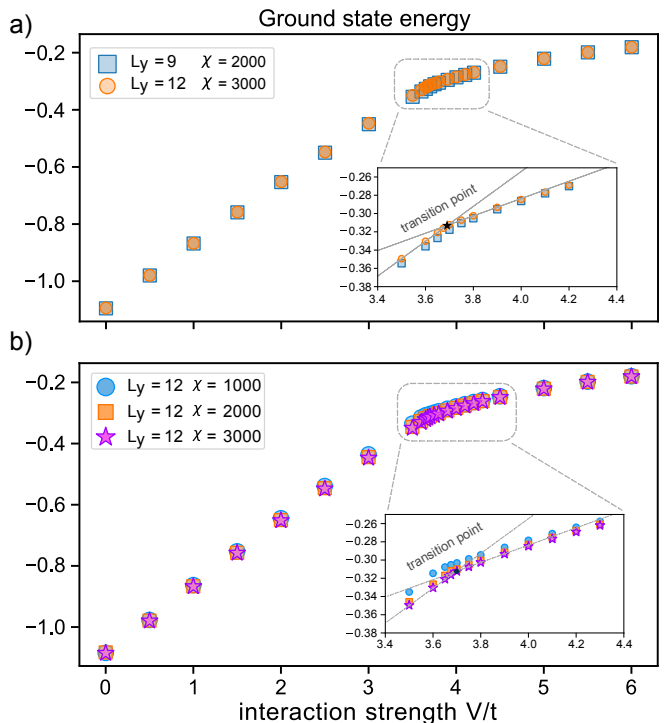 Ground state energy
a)
−0.2
−0.4
−0.6
−0.8
−1.0
Ly = 9 χ = 2000
Ly = 12 χ = 3000
−0.26
−0.28
−0.30
−0.32
−0.34
−0.36
−0.38
transition point
3.4 3.6 3.8 4.0 4.2 4.4
b)
−0.2
−0.4
−0.6
−0.8
−1.0
Ly = 12 χ = 1000
Ly = 12 χ = 2000
Ly = 12 χ = 3000
−0.26
−0.28
−0.30
−0.32
−0.34
−0.36
−0.38
transition point
3.4 3.6 3.8 4.0 4.2 4.4
0 1 2 3 4 5 6
interaction strength V/t